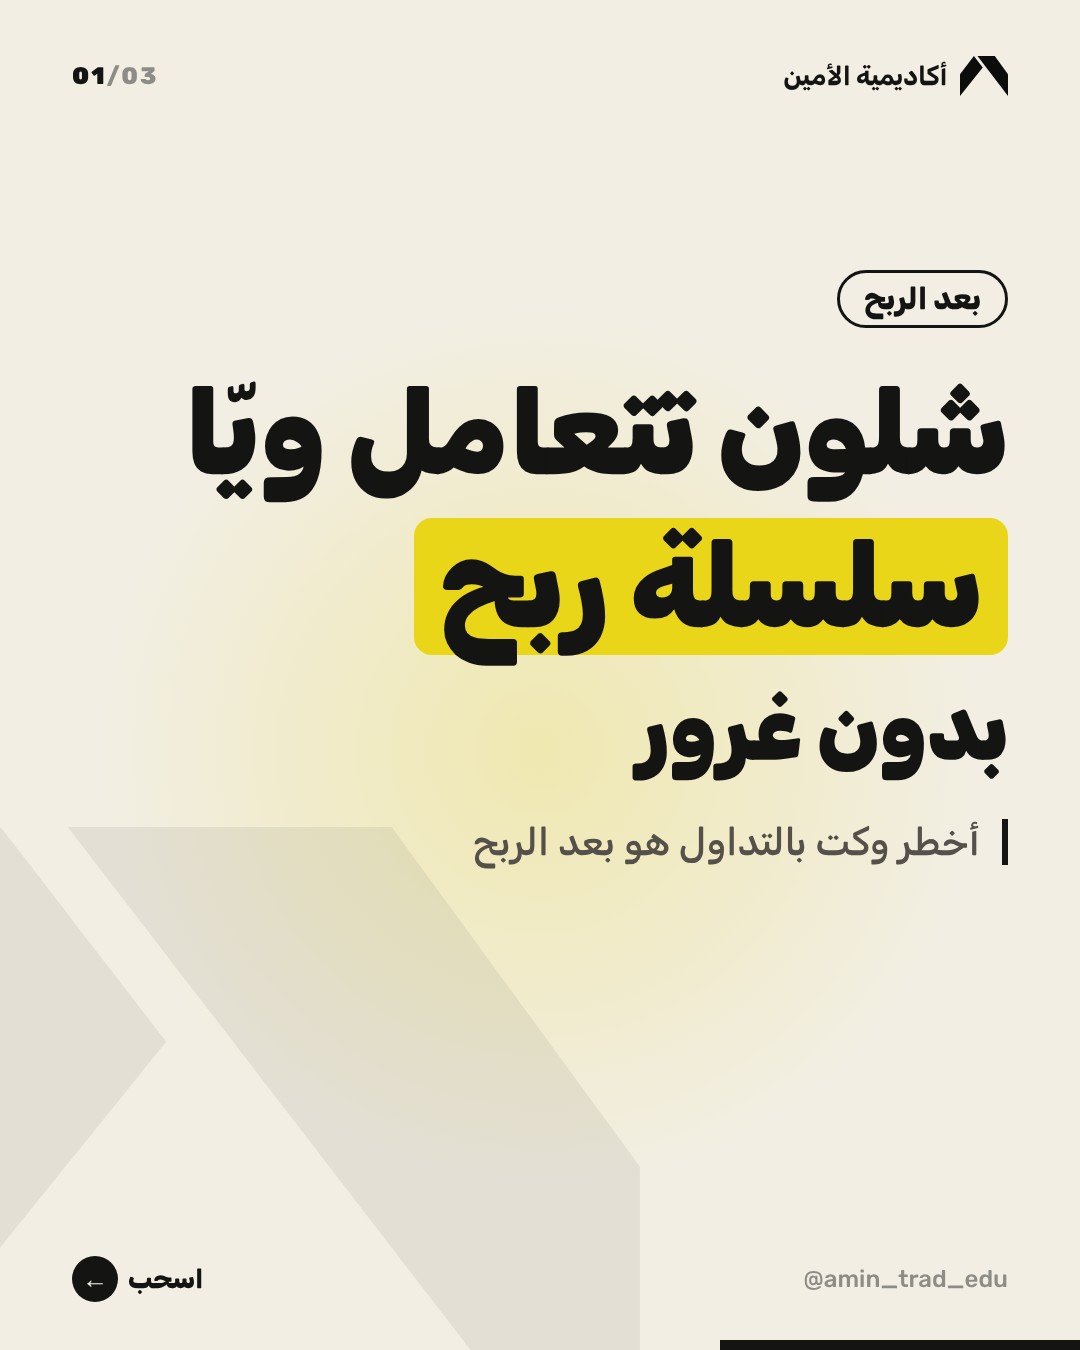 أكاديمية الأمين
01/03
بعد الربح
شلون تتعامل ويّا
سلسلة ربح
بدون غرور
أخطر وكت بالتداول هو بعد الربح
@amin_trad_edu
اسحب ←